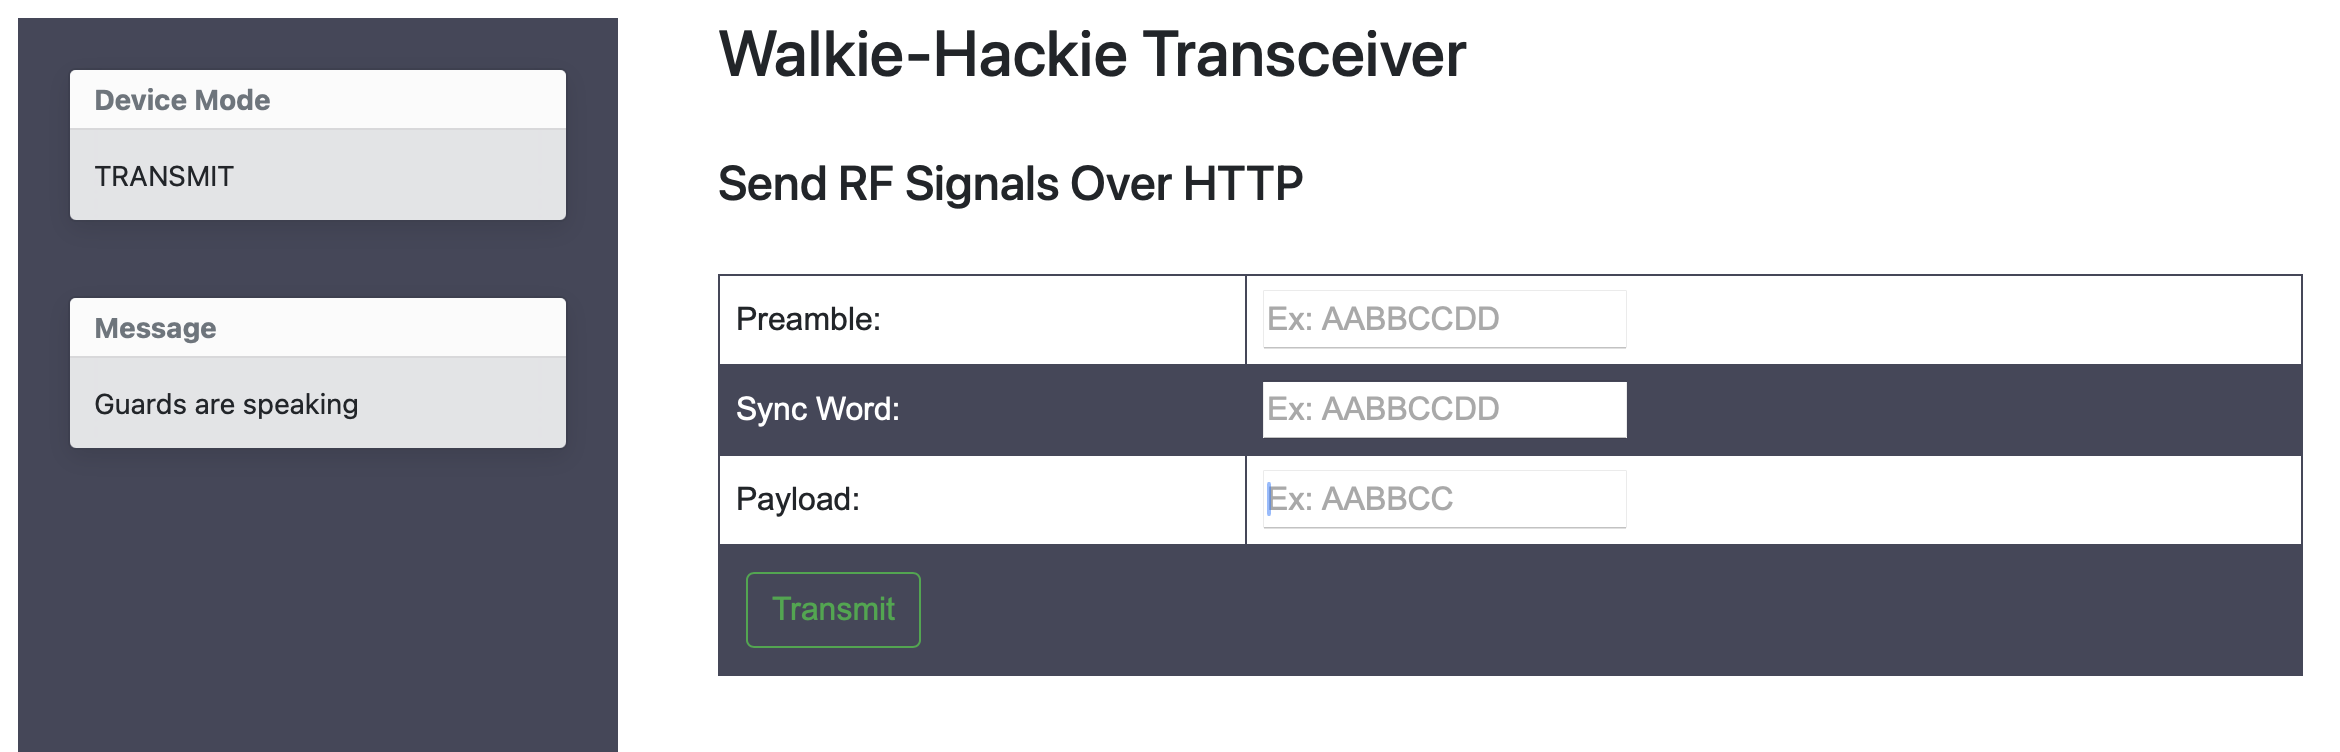 Device Mode
TRANSMIT
Message
Guards are speaking
Walkie-Hackie Transceiver
Send RF Signals Over HTTP
Preamble: Ex: AABBCCDD
Sync Word: Ex: AABBCCDD
Payload: Ex: AABBCC
Transmit